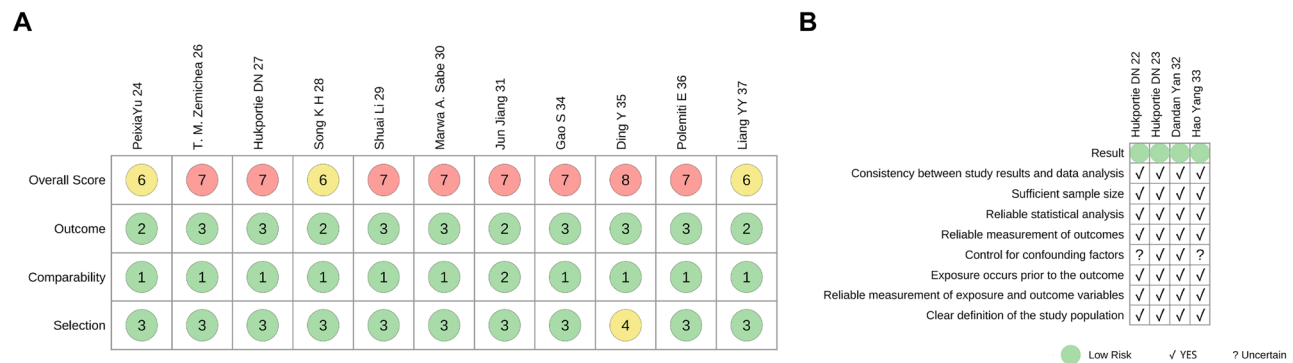 A
PeixiaYu 24
T. M. Zemichea 26
Hukportie DN 27
Song K H 28
Shuai Li 29
Marwa A. Sabe 30
Jun Jiang 31
Gao S 34
Ding Y 35
Polemiti E 36
Liang YY 37
Overall Score 6 7 7 6 7 7 7 7 8 7 6
Outcome 2 3 3 2 3 3 2 3 3 3 2
Comparability 1 1 1 1 1 1 2 1 1 1 1
Selection 3 3 3 3 3 3 3 3 4 3 3
B
Hukportie DN 22
Hukportie DN 23
Dandan Yan 32
Hao Yang 33
Result
Consistency between study results and data analysis √ √ √ √
Sufficient sample size √ √ √ √
Reliable statistical analysis √ √ √ √
Reliable measurement of outcomes √ √ √ √
Control for confounding factors ? √ √ ?
Exposure occurs prior to the outcome √ √ √ √
Reliable measurement of exposure and outcome variables √ √ √ √
Clear definition of the study population √ √ √ √
Low Risk √ YES ? Uncertain